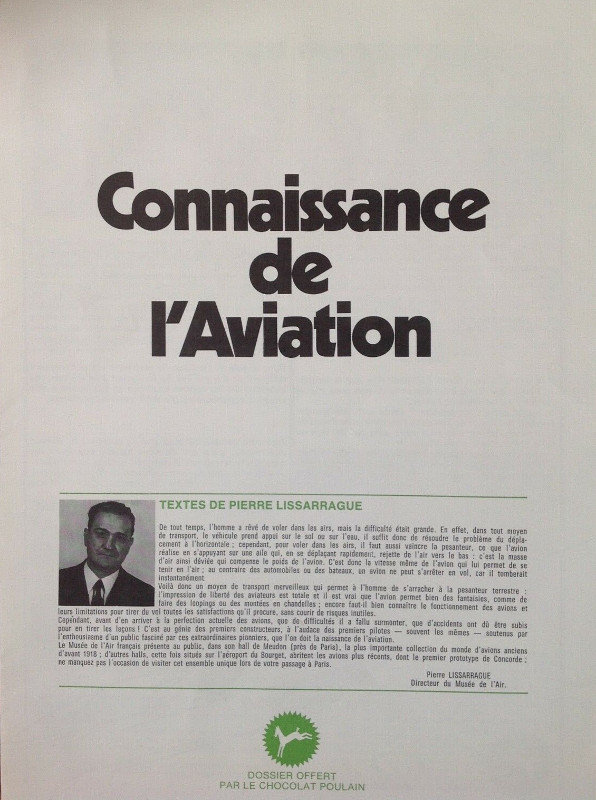 Connaissance
de
l'Aviation
TEXTES DE PIERRE LISSARRAGUE
De tout temps, l'homme a rêvé de voler dans les airs, mais la difficulté était grande. En effet, dans tout moyen
de transport, le véhicule prend appui sur le sol ou sur l'eau, il suffit donc de résoudre le problème du dépla-
cement à l'horizontale ; cependant, pour voler dans les airs, il faut aussi vaincre la pesanteur, ce que l'avion
réalise en s'appuyant sur une aile qui, en se déplaçant rapidement, rejette de l'air vers le bas : c'est la masse
d'air ainsi déviée qui compense le poids de l'avion. C'est donc la vitesse même de l'avion qui lui permet de se
tenir en l'air ; au contraire des automobiles ou des bateaux, un avion ne peut s'arrêter en vol, car il tomberait
instantanément
Voilà donc un moyen de transport merveilleux qui permet à l'homme de s'arracher à la pesanteur terrestre :
l'impression de liberté des aviateurs est totale et il est vrai que l'avion permet bien des fantaisies, comme de
faire des loopings ou des montées en chandelles ; encore faut-il bien connaître le fonctionnement des avions et
leurs limitations pour tirer du vol toutes les satisfactions qu'il procure, sans courir de risques inutiles.
Cependant, avant d'en arriver à la perfection actuelle des avions, que de difficultés il a fallu surmonter, que d'accidents ont dû être subis
pour en tirer les leçons ! C'est au génie des premiers constructeurs, à l'audace des premiers pilotes — souvent les mêmes — soutenus par
l'enthousiasme d'un public fasciné par ces extraordinaires pionniers, que l'on doit la naissance de l'aviation.
Le Musée de l'Air français présente au public, dans son hall de Meudon (près de Paris), la plus importante collection du monde d'avions anciens
d'avant 1918 ; d'autres halls, cette fois situés sur l'aéroport du Bourget, abritent les avions plus récents, dont le premier prototype de Concorde ;
ne manquez pas l'occasion de visiter cet ensemble unique lors de votre passage à Paris.
Pierre LISSARRAGUE
Directeur du Musée de l'Air.
DOSSIER OFFERT
PAR LE CHOCOLAT POULAIN